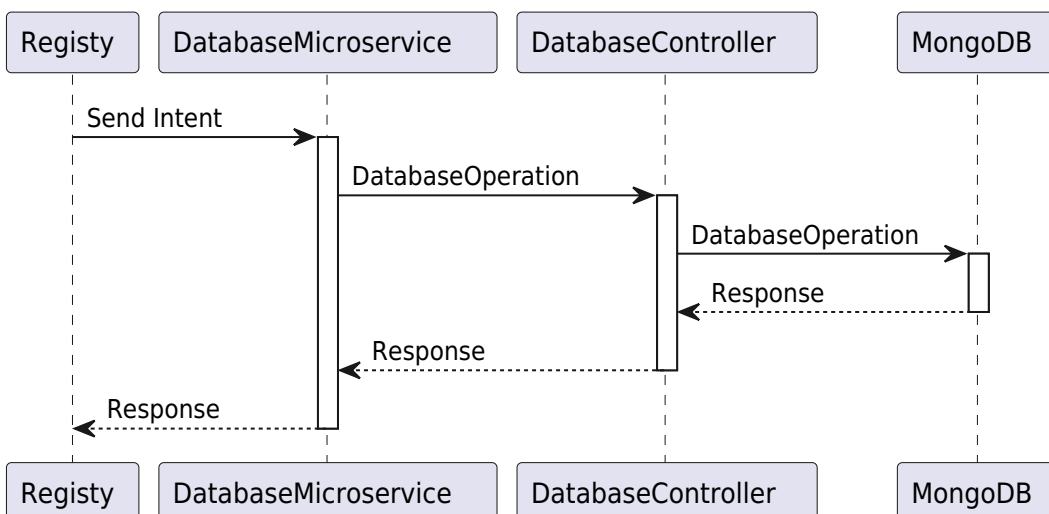 Registy DatabaseMicroservice DatabaseController MongoDB
Send Intent
DatabaseOperation
DatabaseOperation
Response
Response
Response
Registy DatabaseMicroservice DatabaseController MongoDB